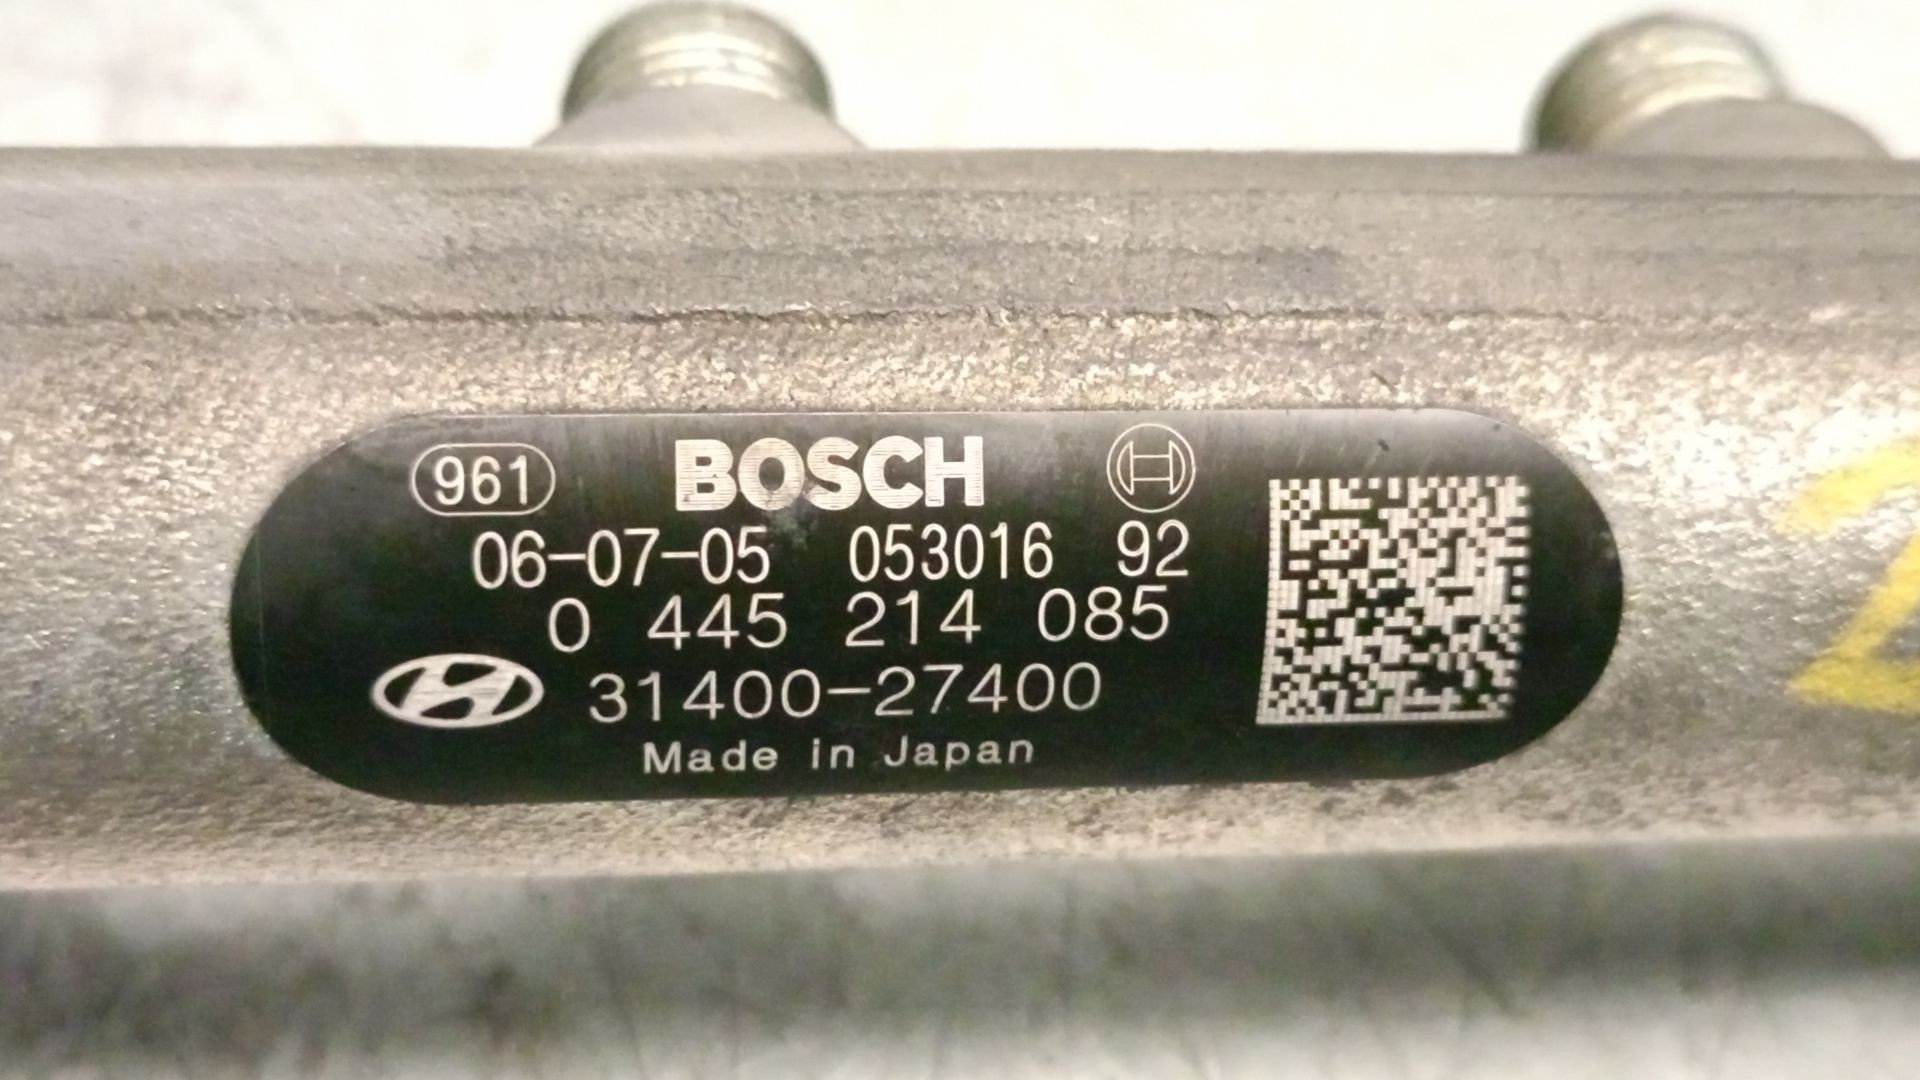 961 BOSCH
06-07-05 053016 92
0 445 214 085
31400-27400
Made in Japan